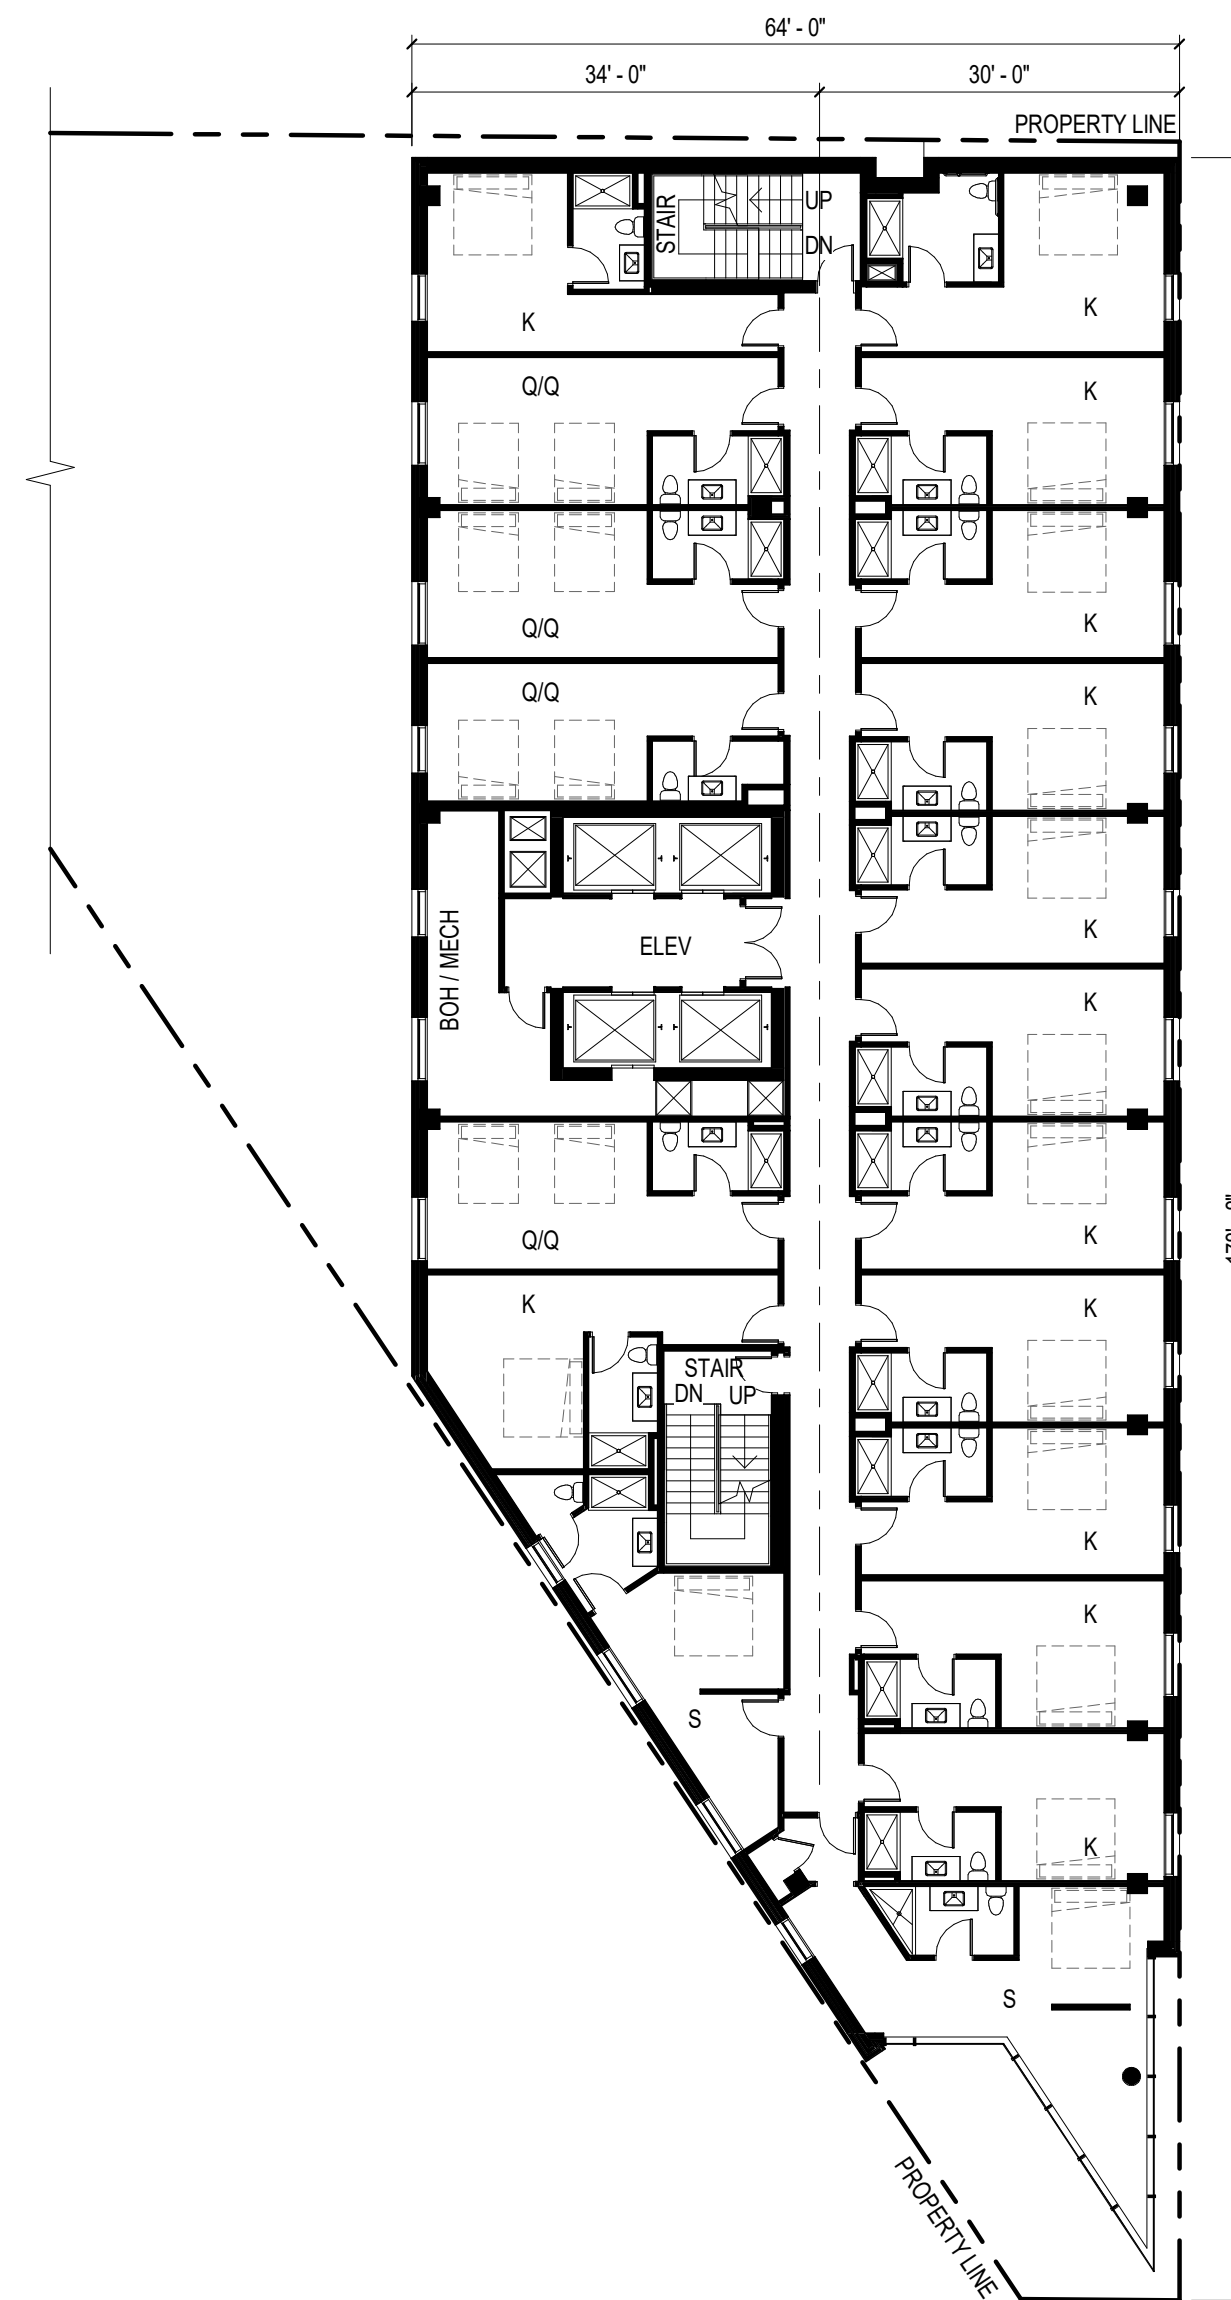 64' - 0"
34' - 0"
30' - 0"
PROPERTY LINE
STAIR
UP
DN
K
K
Q/Q
K
Q/Q
K
Q/Q
K
ELEV
BOH / MECH
K
K
Q/Q
K
K
K
STAIR
DN
UP
K
K
S
K
S
PROPERTY LINE